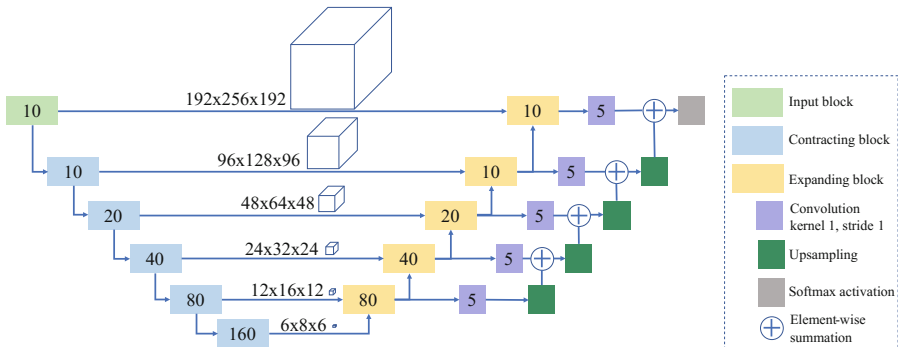 192x256x192
10
10
5
Input block
96x128x96
10
10
5
Contracting block
48x64x48
20
20
5
Expanding block
24x32x24
40
40
5
Convolution
kernel 1, stride 1
12x16x12
80
80
5
Upsampling
6x8x6
160
Softmax activation
Element-wise
summation